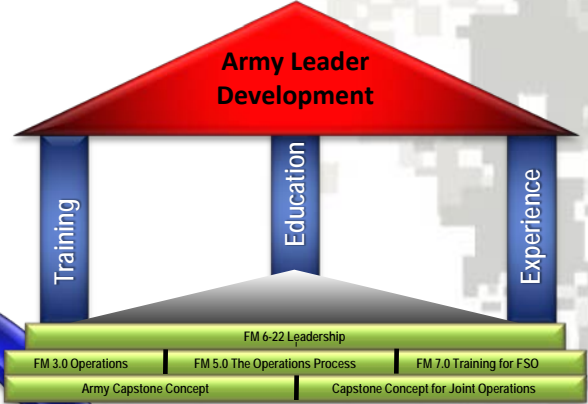 Army Leader
Development
Training
Education
Experience
FM 6-22 Leadership
FM 3.0 Operations
FM 5.0 The Operations Process
FM 7.0 Training for FSO
Army Capstone Concept
Capstone Concept for Joint Operations